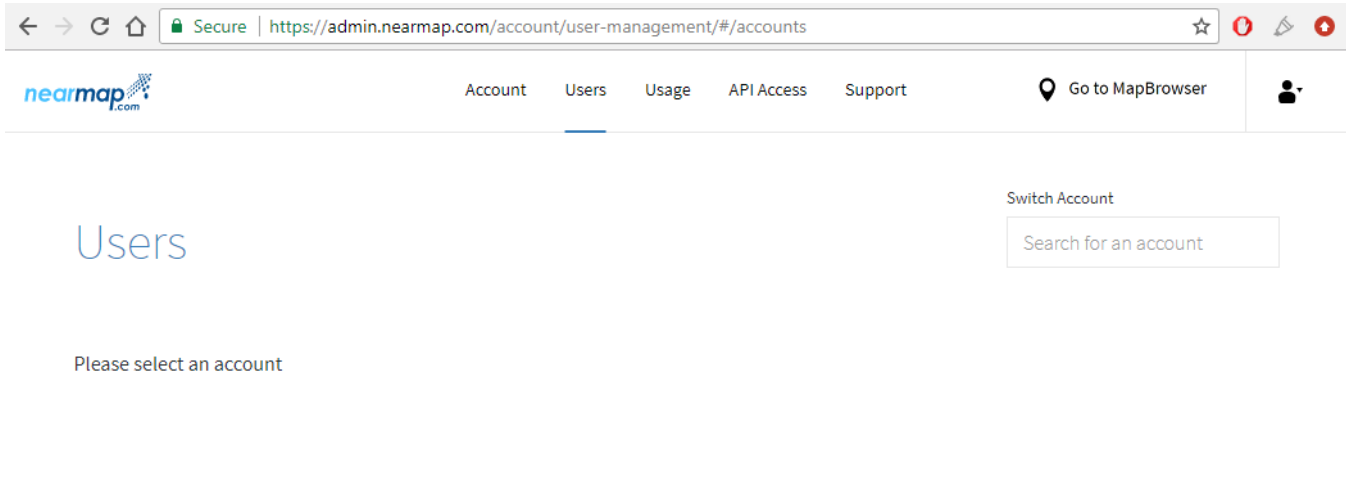 Secure | https://admin.nearmap.com/account/user-management/#/accounts
nearmap.com Account Users Usage API Access Support Go to MapBrowser
Switch Account
Users
Search for an account
Please select an account